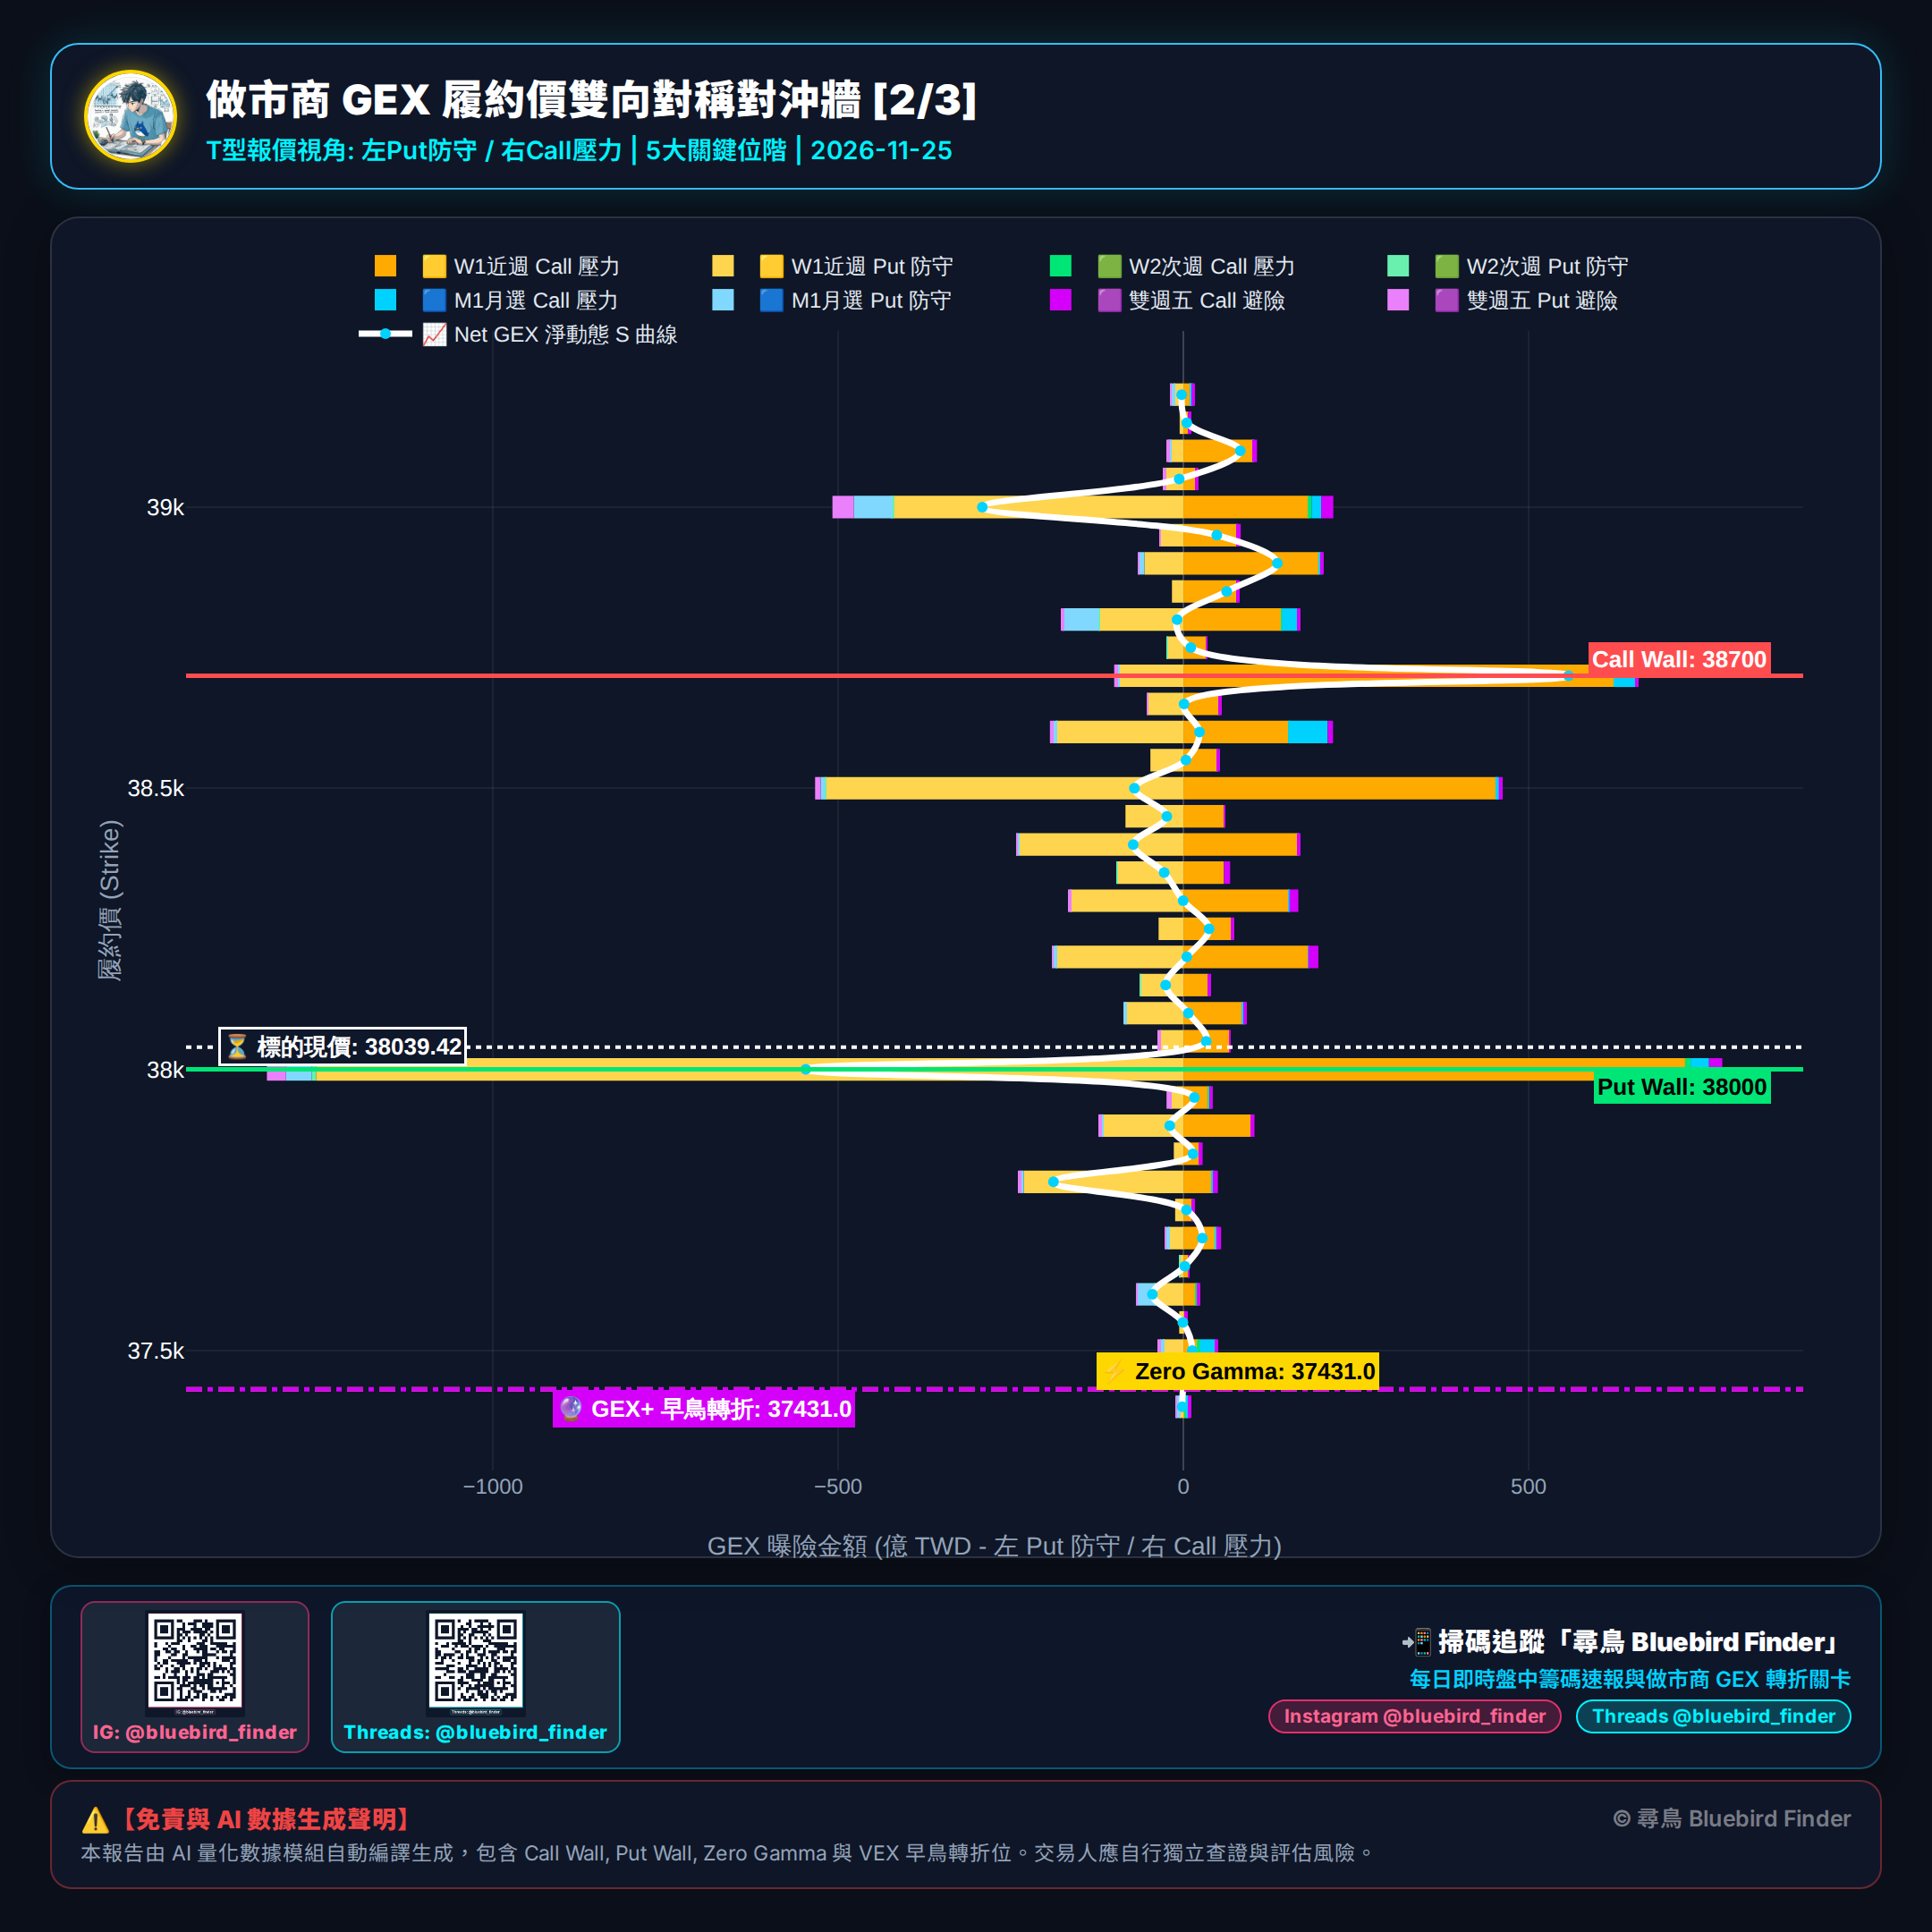 做市商 GEX 履約價雙向對稱對沖牆 [2/3]
T型報價視角: 左Put防守 / 右Call壓力 | 5大關鍵位階 | 2026-11-25
W1近週 Call 壓力
W1近週 Put 防守
W2次週 Call 壓力
W2次週 Put 防守
M1月選 Call 壓力
M1月選 Put 防守
雙週五 Call 避險
雙週五 Put 避險
Net GEX 淨動態 S 曲線
39k
Call Wall: 38700
38.5k
履約價 (Strike)
標的現價: 38039.42
38k
Put Wall: 38000
37.5k
Zero Gamma: 37431.0
GEX+ 早鳥轉折: 37431.0
−1000
−500
0
500
GEX 曝險金額 (億 TWD - 左 Put 防守 / 右 Call 壓力)
IG: @bluebird_finder
IG: @bluebird_finder
Threads: @bluebird_finder
Threads: @bluebird_finder
掃碼追蹤「尋鳥 Bluebird Finder」
每日即時盤中籌碼速報與做市商 GEX 轉折關卡
Instagram @bluebird_finder
Threads @bluebird_finder
【免責與 AI 數據生成聲明】
© 尋鳥 Bluebird Finder
本報告由 AI 量化數據模組自動編譯生成，包含 Call Wall, Put Wall, Zero Gamma 與 VEX 早鳥轉折位。交易人應自行獨立查證與評估風險。